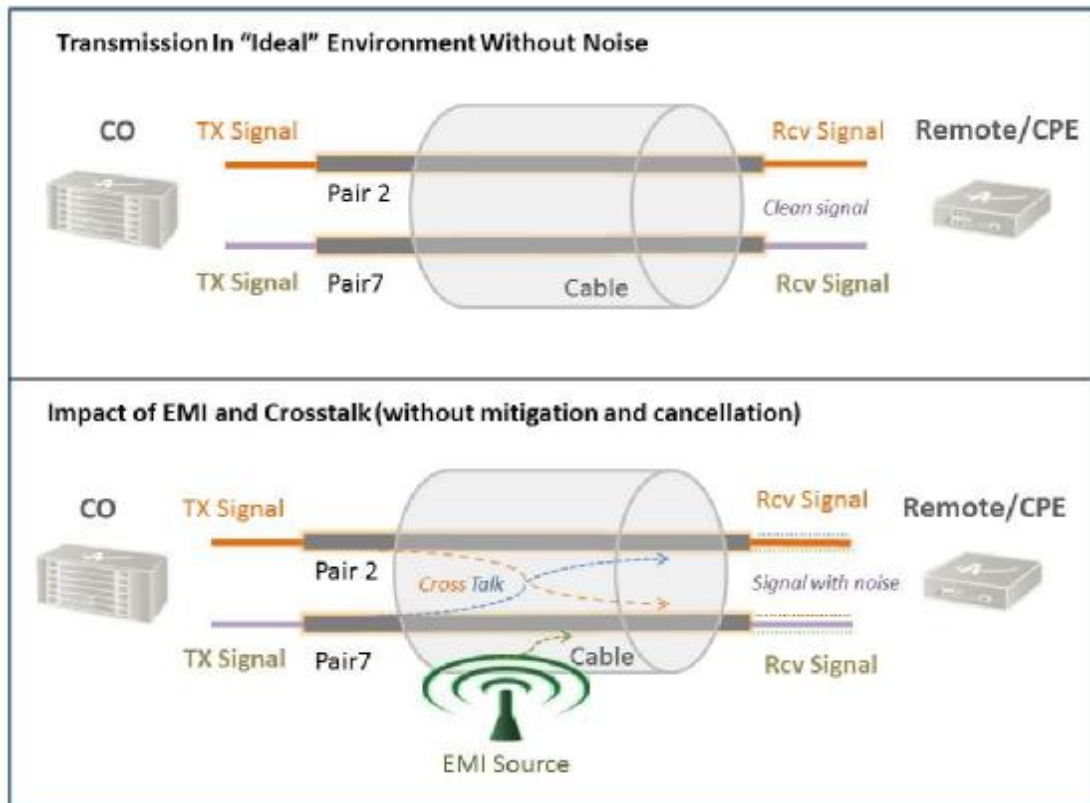 Transmission In “Ideal” Environment Without Noise
CO
TX Signal
Rcv Signal
Remote/CPE
Pair 2
Clean signal
TX Signal
Pair7
Cable
Rcv Signal
Impact of EMI and Crosstalk (without mitigation and cancellation)
CO
TX Signal
Rcv Signal
Remote/CPE
Pair 2
Cross Talk
Signal with noise
TX Signal
Pair7
Cable
Rcv Signal
EMI Source